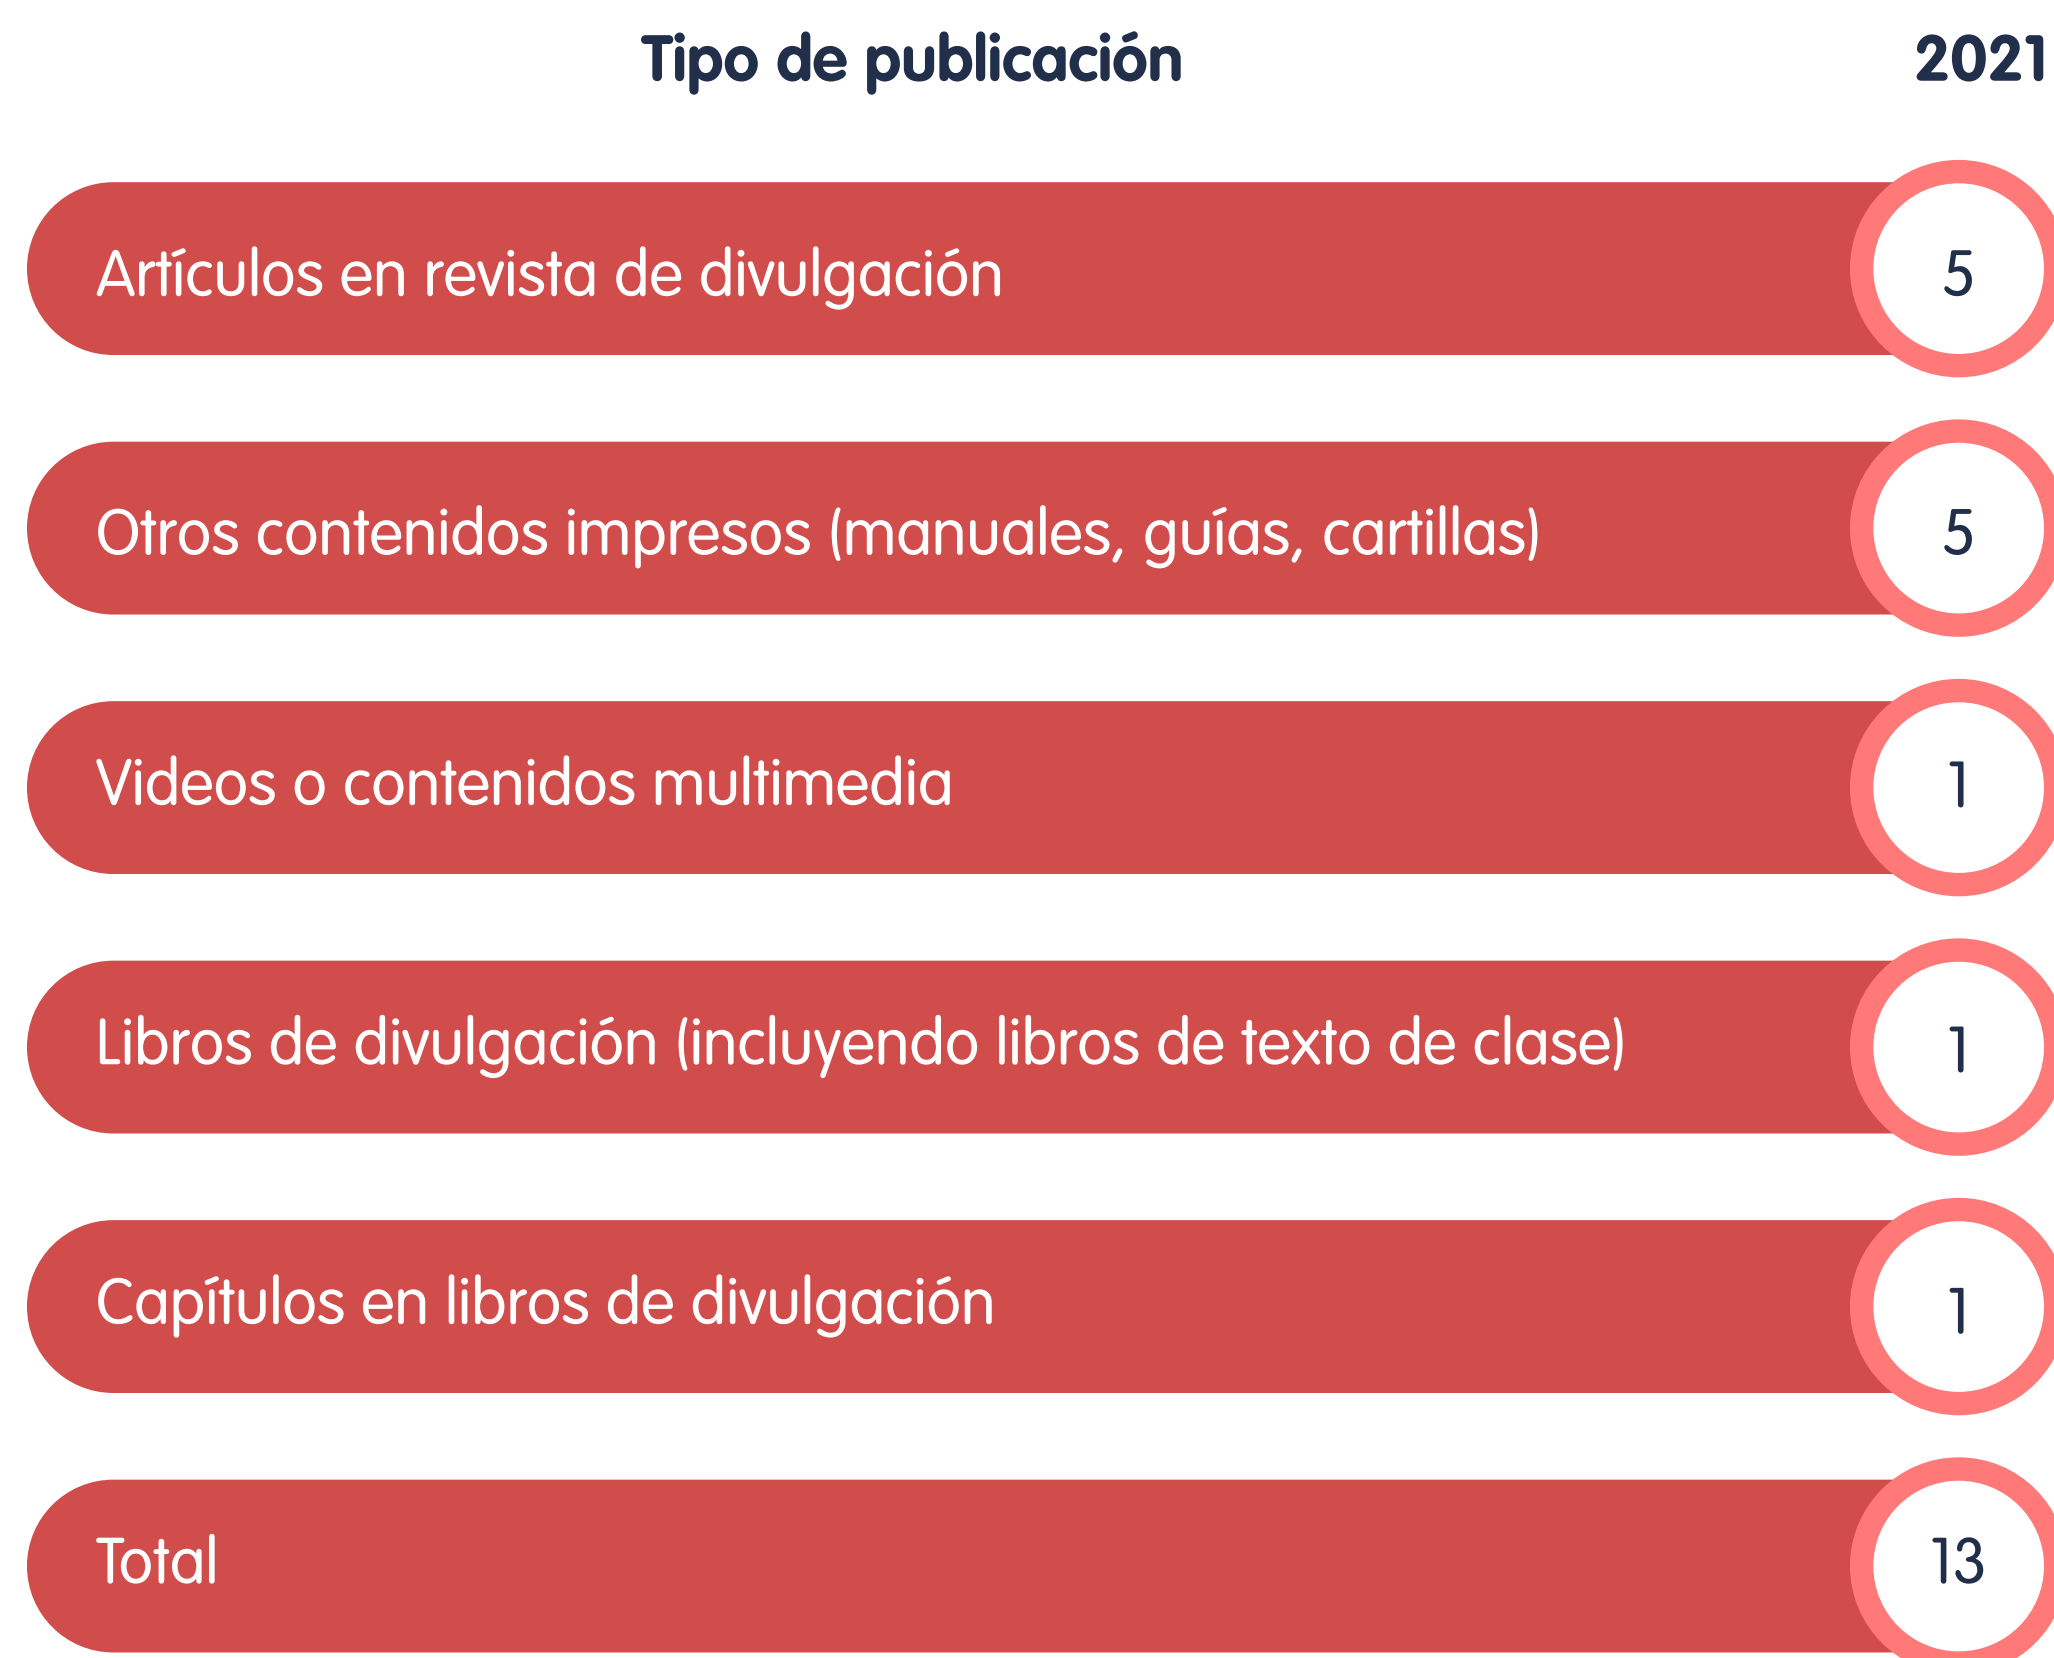 Tipo de publicación 2021
Artículos en revista de divulgación 5
Otros contenidos impresos (manuales, guías, cartillas) 5
Videos o contenidos multimedia 1
Libros de divulgación (incluyendo libros de texto de clase) 1
Capítulos en libros de divulgación 1
Total 13